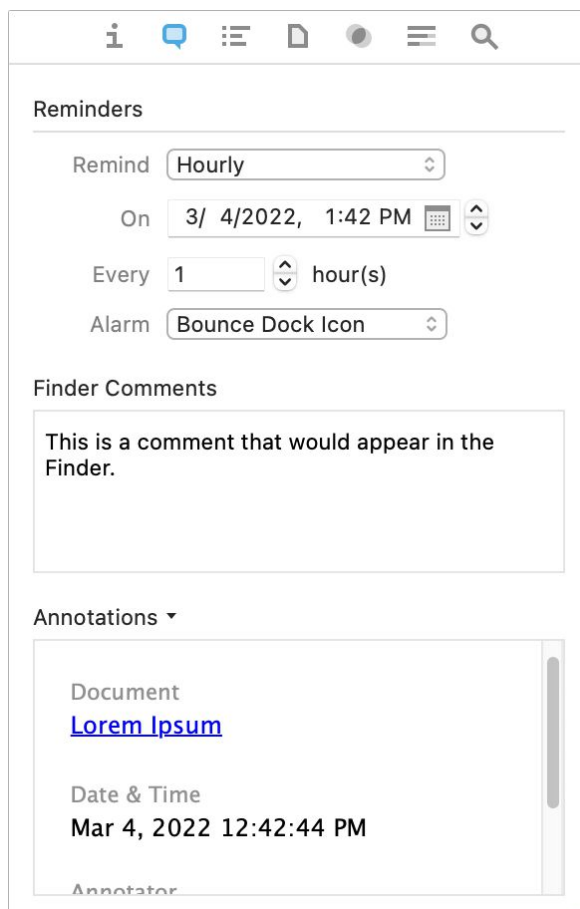 Reminders
Remind Hourly
On 3/ 4/2022, 1:42 PM
Every 1 hour(s)
Alarm Bounce Dock Icon
Finder Comments
This is a comment that would appear in the
Finder.
Annotations
Document
Lorem Ipsum
Date & Time
Mar 4, 2022 12:42:44 PM
Annotator